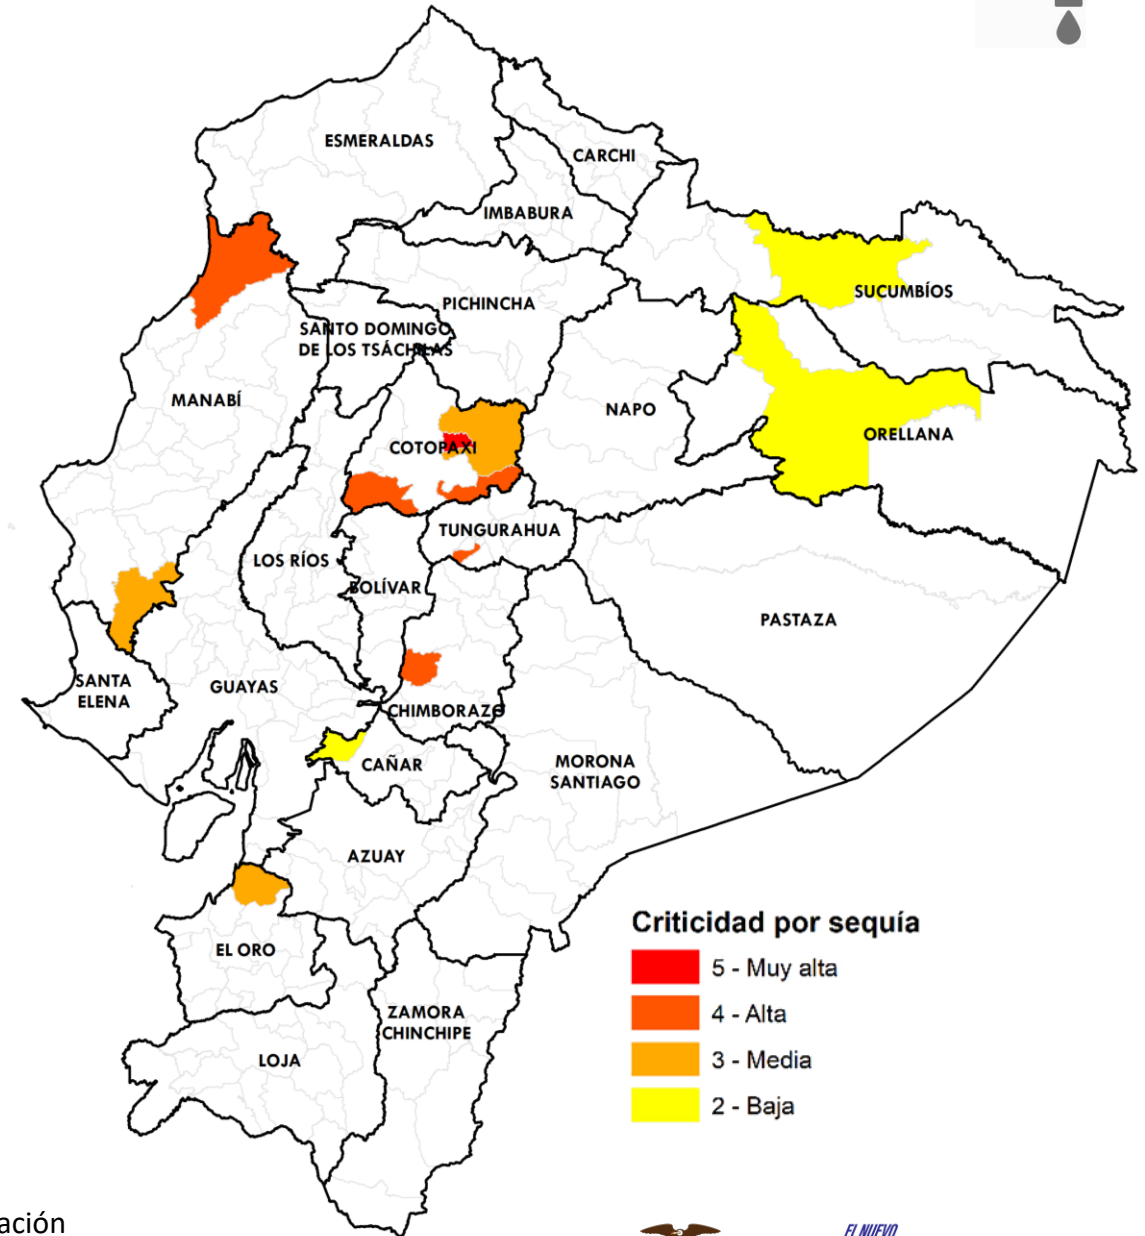 ESMERALDAS
CARCHI
IMBABURA
SUCUMBÍOS
PICHINCHA
SANTO DOMINGO
DE LOS TSÁCHILAS
MANABÍ
NAPO
ORELLANA
COTOPAXI
TUNGURAHUA
LOS RÍOS
BOLÍVAR
PASTAZA
SANTA
ELENA
GUAYAS
CHIMBORAZO
CAÑAR
MORONA
SANTIAGO
AZUAY
EL ORO
ZAMORA
CHINCHIPE
LOJA
Criticidad por sequía
5 - Muy alta
4 - Alta
3 - Media
2 - Baja
ación
EL NUEVO